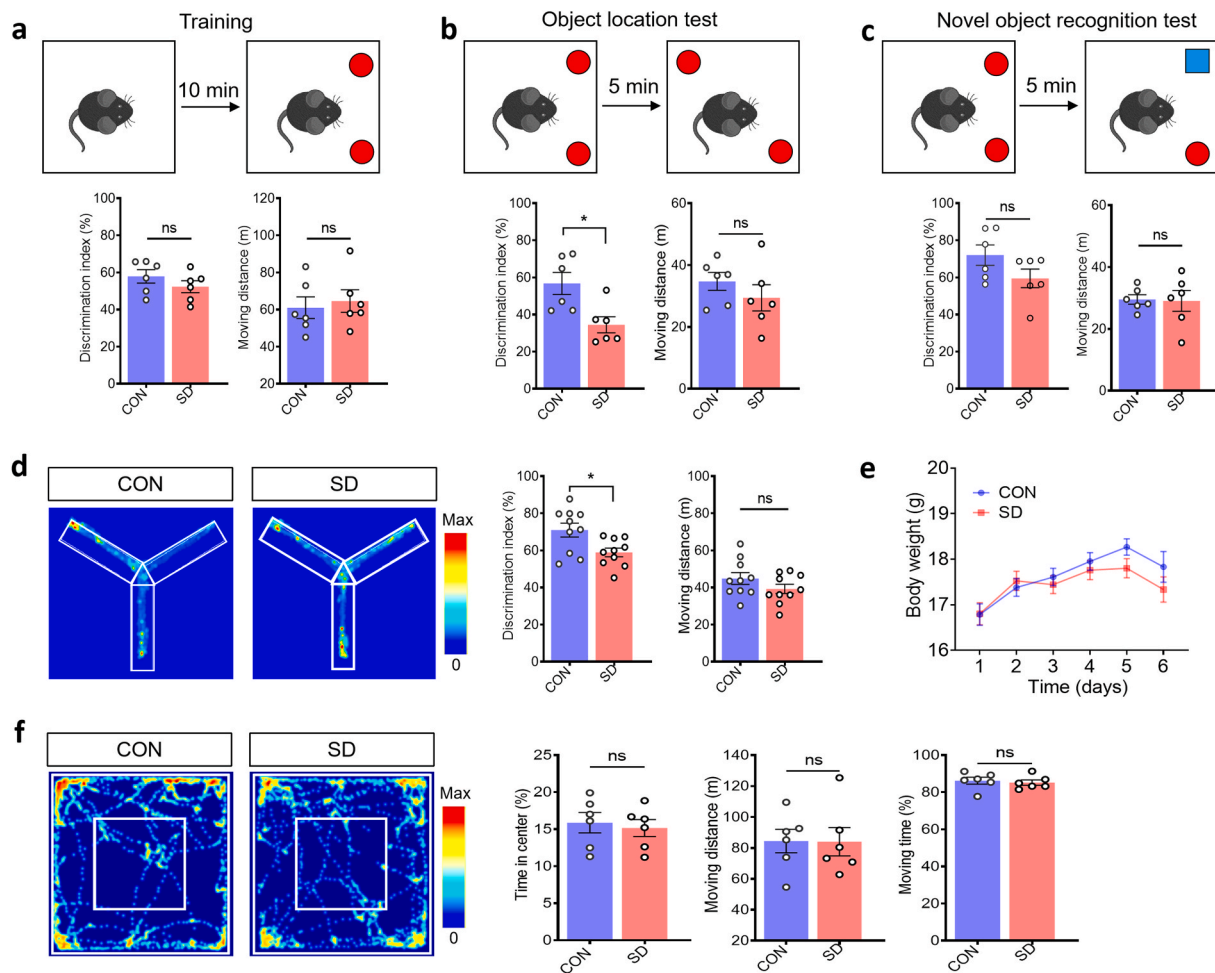 a
Training
10 min
Discrimination index (%)
100
80
60
40
20
0
ns
CON
SD
Moving distance (m)
120
100
80
60
40
20
ns
CON
SD
b
Object location test
5 min
Discrimination index (%)
100
80
60
40
20
0
*
CON
SD
Moving distance (m)
60
40
20
0
ns
CON
SD
c
Novel object recognition test
5 min
Discrimination index (%)
100
80
60
40
20
0
ns
CON
SD
Moving distance (m)
60
40
20
0
ns
CON
SD
d
CON
SD
Max
0
Discrimination index (%)
100
80
60
40
20
0
*
CON
SD
Moving distance (m)
100
80
60
40
20
0
ns
CON
SD
e
Body weight (g)
20
19
18
17
16
CON
SD
1 2 3 4 5 6
Time (days)
f
CON
SD
Max
0
Time in center (%)
25
20
15
10
5
0
ns
CON
SD
Moving distance (m)
140
120
100
80
60
40
20
ns
CON
SD
Moving time (%)
100
80
60
40
20
0
ns
CON
SD